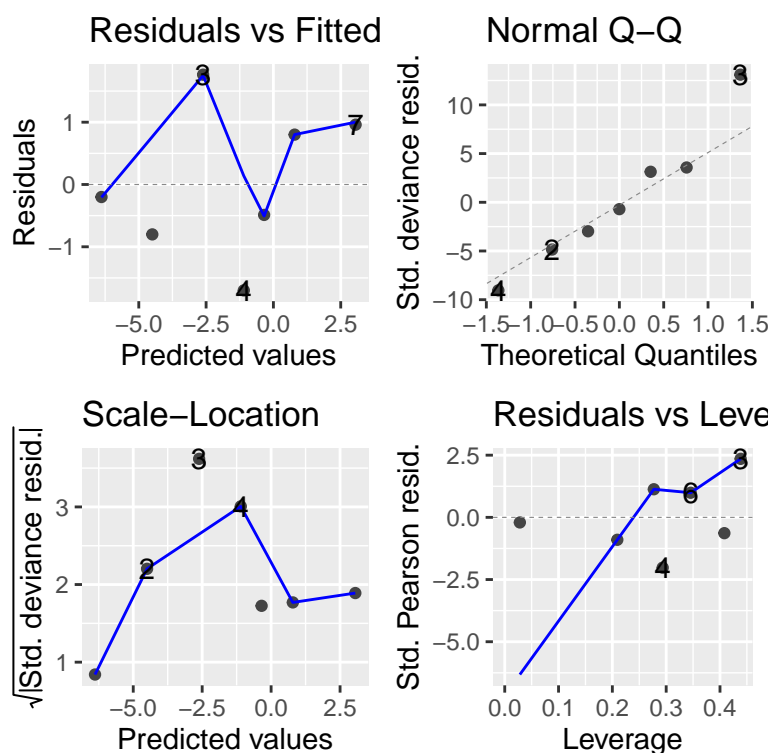 Residuals vs Fitted
Residuals
1
0
−1
3
7
4
−5.0 −2.5 0.0 2.5
Predicted values
Normal Q−Q
Std. deviance resid.
10
5
0
−5
−10
3
2
4
−1.5 −1.0 −0.5 0.0 0.5 1.0 1.5
Theoretical Quantiles
Scale−Location
√|Std. deviance resid.|
3
2
1
3
4
2
−5.0 −2.5 0.0 2.5
Predicted values
Residuals vs Leve
Std. Pearson resid.
2.5
0.0
−2.5
−5.0
3
6
4
0.0 0.1 0.2 0.3 0.4
Leverage